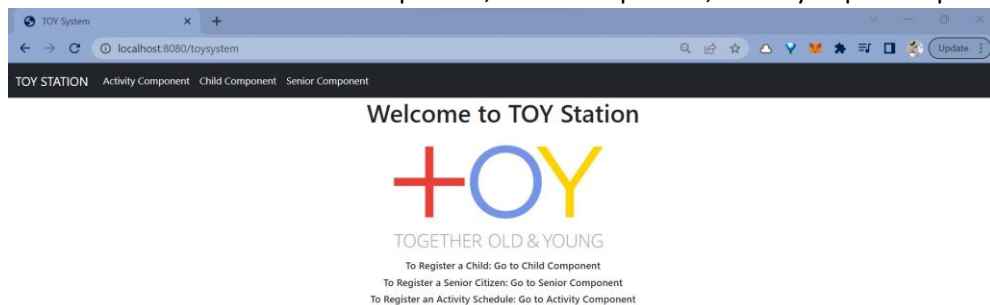 TOY System
localhost:8080/toysystem
Update
TOY STATION Activity Component Child Component Senior Component
Welcome to TOY Station
TOY
TOGETHER OLD & YOUNG
To Register a Child: Go to Child Component
To Register a Senior Citizen: Go to Senior Component
To Register an Activity Schedule: Go to Activity Component